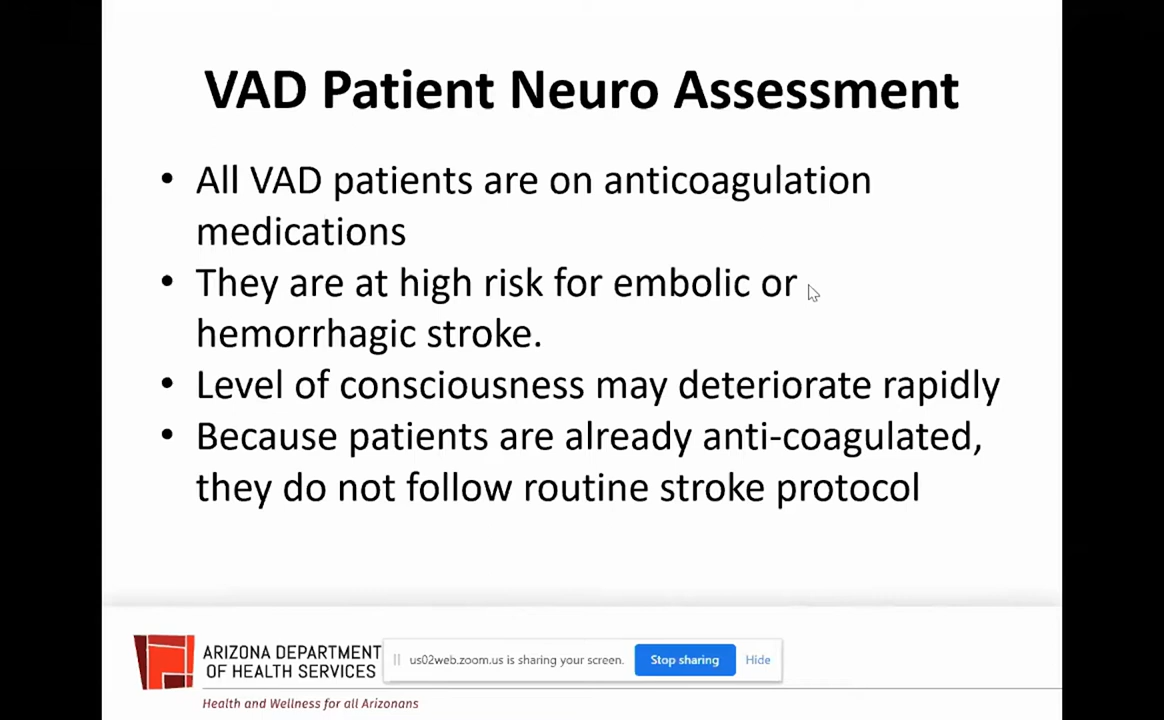 VAD Patient Neuro Assessment
• All VAD patients are on anticoagulation
medications
• They are at high risk for embolic or
hemorrhagic stroke.
• Level of consciousness may deteriorate rapidly
• Because patients are already anti-coagulated,
they do not follow routine stroke protocol
ARIZONA DEPARTMENT
OF HEALTH SERVICES
us02web.zoom.us is sharing your screen. Stop sharing Hide
Health and Wellness for all Arizonans